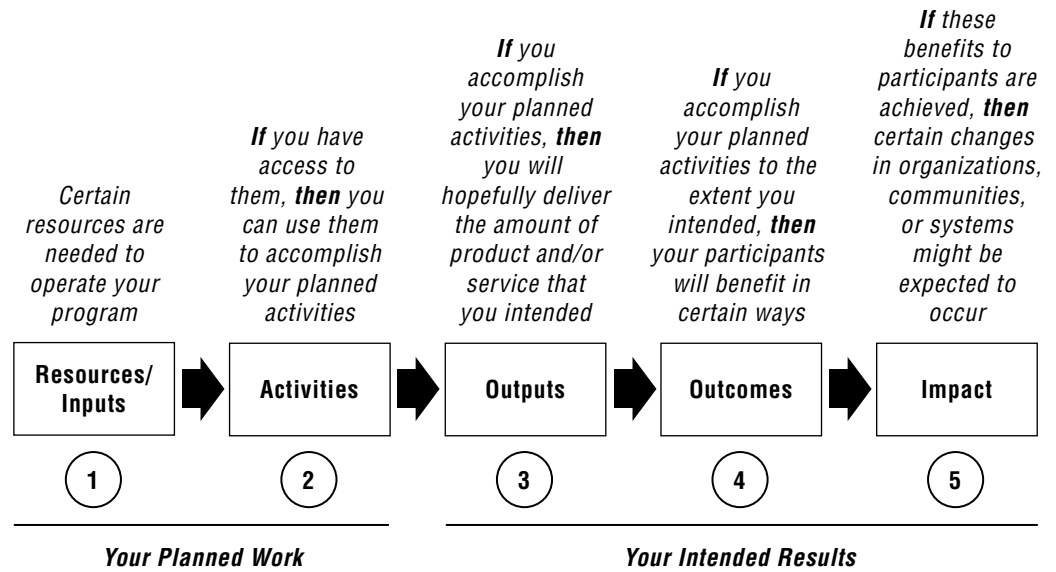 Certain
resources are
needed to
operate your
program
If you have
access to
them, then you
can use them
to accomplish
your planned
activities
If you
accomplish
your planned
activities, then
you will
hopefully deliver
the amount of
product and/or
service that
you intended
If you
accomplish
your planned
activities to the
extent you
intended, then
your participants
will benefit in
certain ways
If these
benefits to
participants are
achieved, then
certain changes
in organizations,
communities,
or systems
might be
expected to
occur
Resources/
Inputs
Activities
Outputs
Outcomes
Impact
1
2
3
4
5
Your Planned Work
Your Intended Results